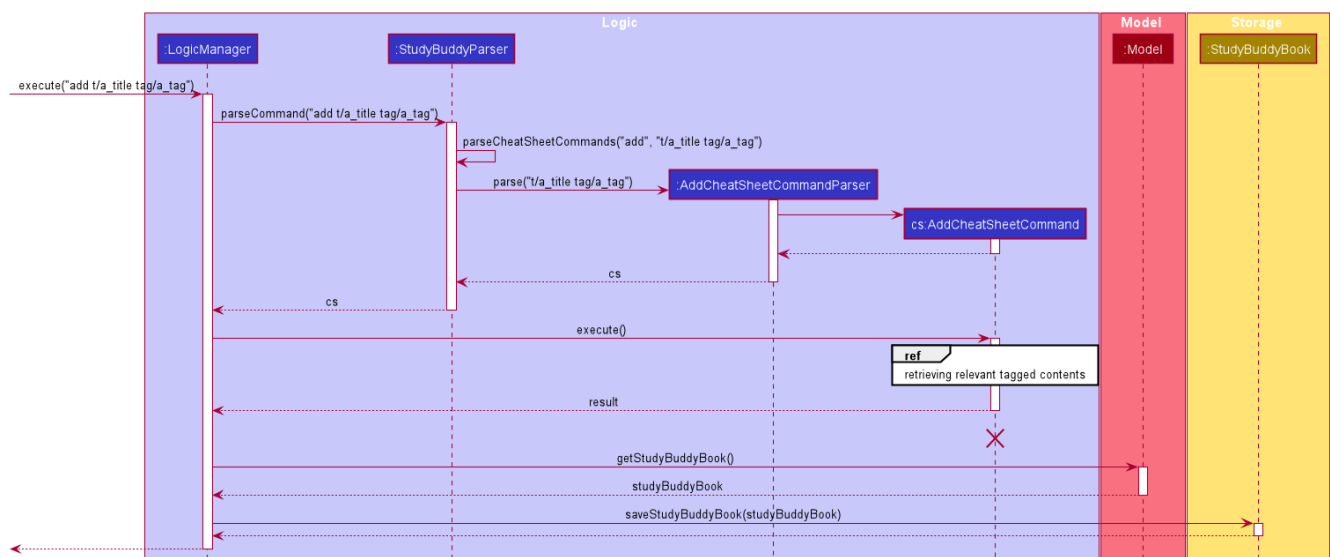 Logic
Model
Storage
:LogicManager
:StudyBuddyParser
:Model
:StudyBuddyBook
execute("add t/a_title tag/a_tag")
parseCommand("add t/a_title tag/a_tag")
parseCheatSheetCommands("add", "t/a_title tag/a_tag")
parse("t/a_title tag/a_tag")
:AddCheatSheetCommandParser
cs:AddCheatSheetCommand
cs
cs
execute()
ref
retrieving relevant tagged contents
result
getStudyBuddyBook()
studyBuddyBook
saveStudyBuddyBook(studyBuddyBook)